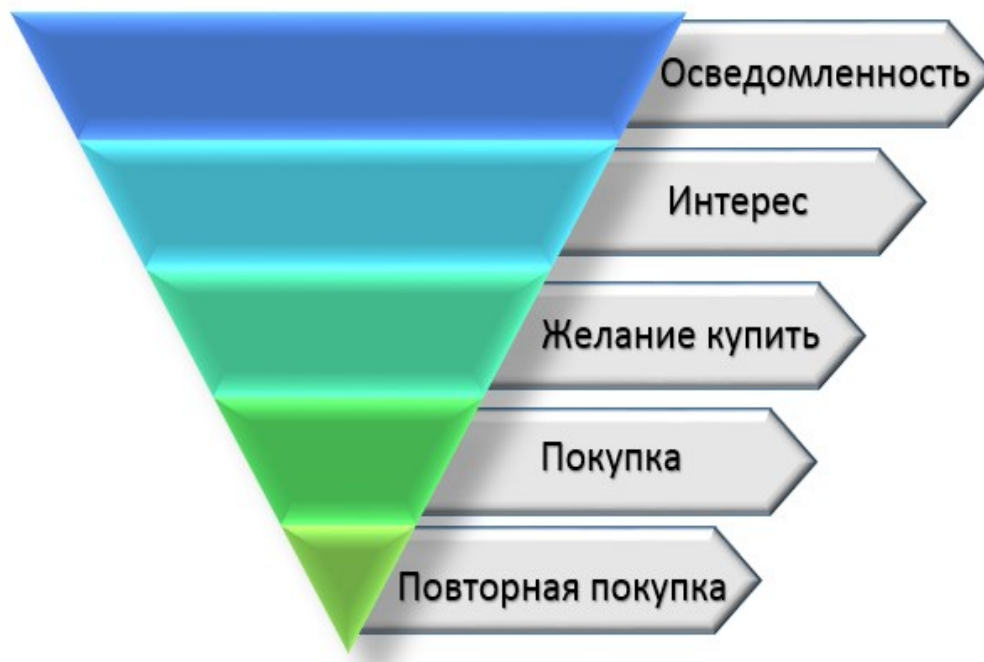 Осведомленность
Интерес
Желание купить
Покупка
Повторная покупка